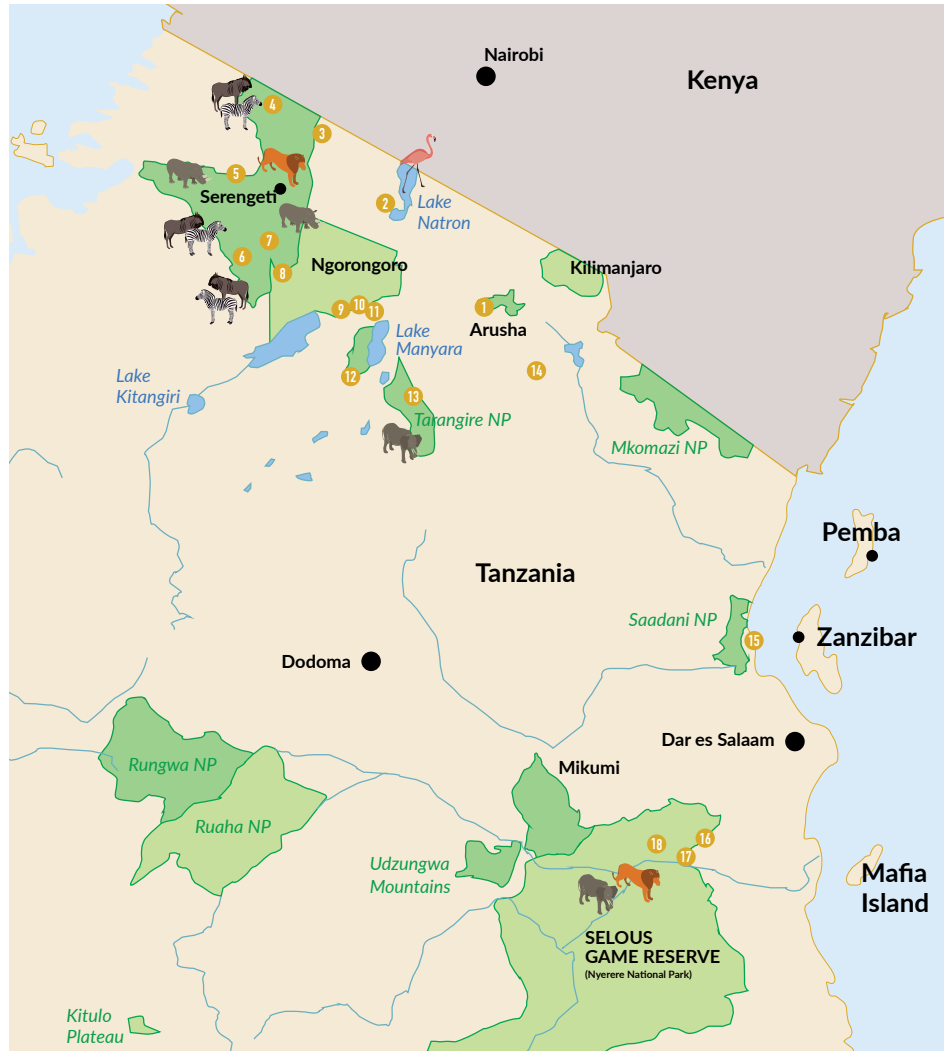 Nairobi
Kenya
4
3
5
Serengeti
2
Lake
Natron
7
6
8
Ngorongoro
Kilimanjaro
9
10
11
1
Arusha
Lake
Manyara
Lake
Kitangiri
12
14
13
Tarangire NP
Mkomazi NP
Pemba
Tanzania
Saadani NP
15
Zanzibar
Dodoma
Dar es Salaam
Rungwa NP
Mikumi
Ruaha NP
16
18
17
Udzungwa
Mountains
Mafia
Island
SELOUS
GAME RESERVE
(Nyerere National Park)
Kitulo
Plateau